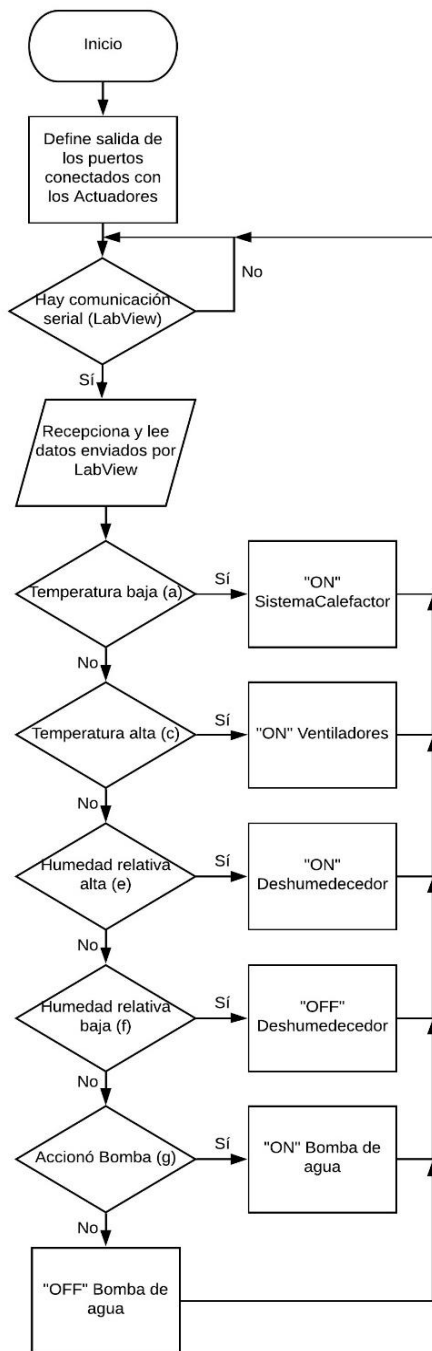 Inicio
Define salida de
los puertos
conectados con
los Actuadores
No
Hay comunicación
serial (LabView)
Sí
Recepciona y lee
datos enviados por
LabView
Temperatura baja (a)
Sí
"ON"
SistemaCalefactor
No
Temperatura alta (c)
Sí
"ON" Ventiladores
No
Humedad relativa
alta (e)
Sí
"ON"
Deshumedecedor
No
Humedad relativa
baja (f)
Sí
"OFF"
Deshumedecedor
No
Accionó Bomba (g)
Sí
"ON" Bomba de
agua
No
"OFF" Bomba de
agua